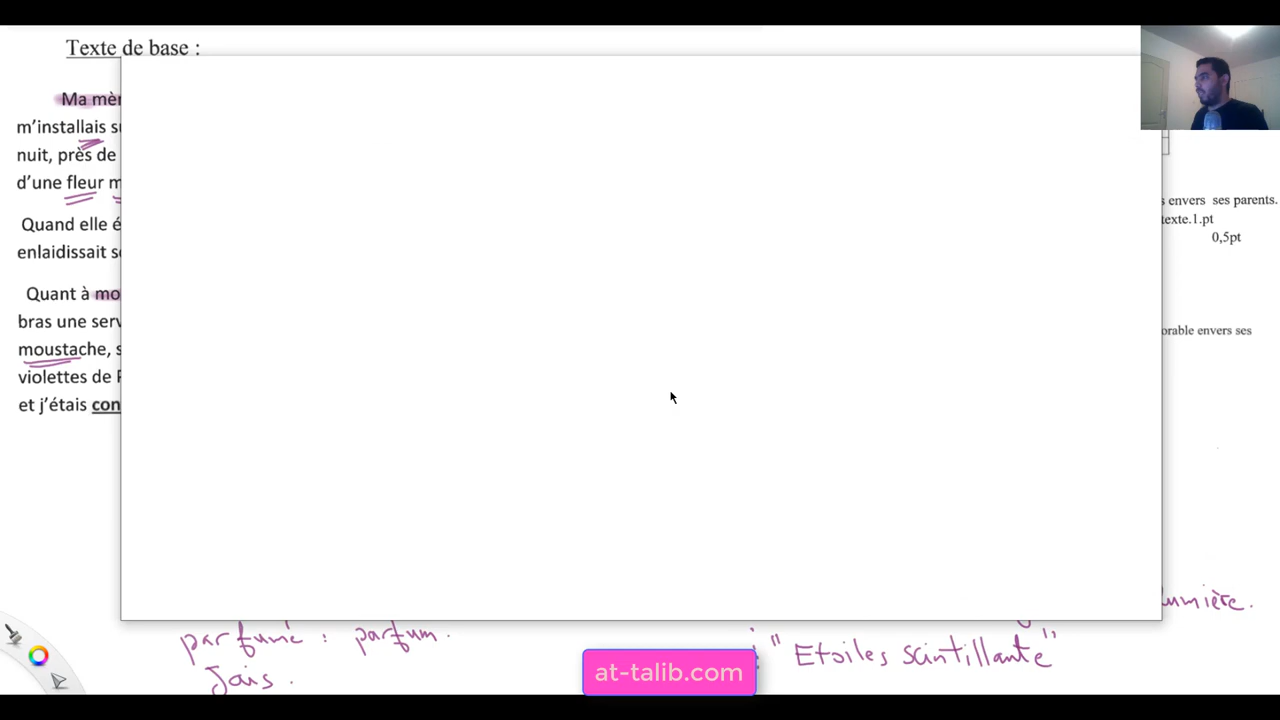 Texte de base :
Ma mèr
m'installais su
nuit, près de
d'une fleur m
Quand elle é
enlaidissait s
Quant à mo
bras une serv
moustache, s
violettes de P
et j'étais con
s envers ses parents.
texte.1.pt
0,5pt
orable envers ses
lumière.
parfumé : parfum.
Jais.
: " Etoiles scintillante "
at-talib.com